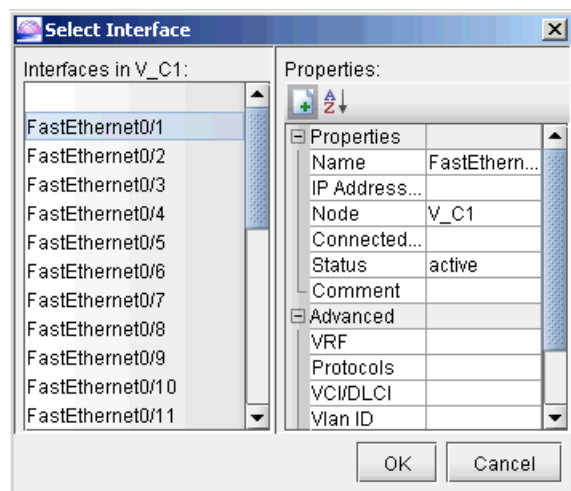 Select Interface
Interfaces in V_C1:
FastEthernet0/1
FastEthernet0/2
FastEthernet0/3
FastEthernet0/4
FastEthernet0/5
FastEthernet0/6
FastEthernet0/7
FastEthernet0/8
FastEthernet0/9
FastEthernet0/10
FastEthernet0/11
Properties:
A Z
Properties
Name FastEthern...
IP Address...
Node V_C1
Connected...
Status active
Comment
Advanced
VRF
Protocols
VCI/DLCI
Vlan ID
OK Cancel